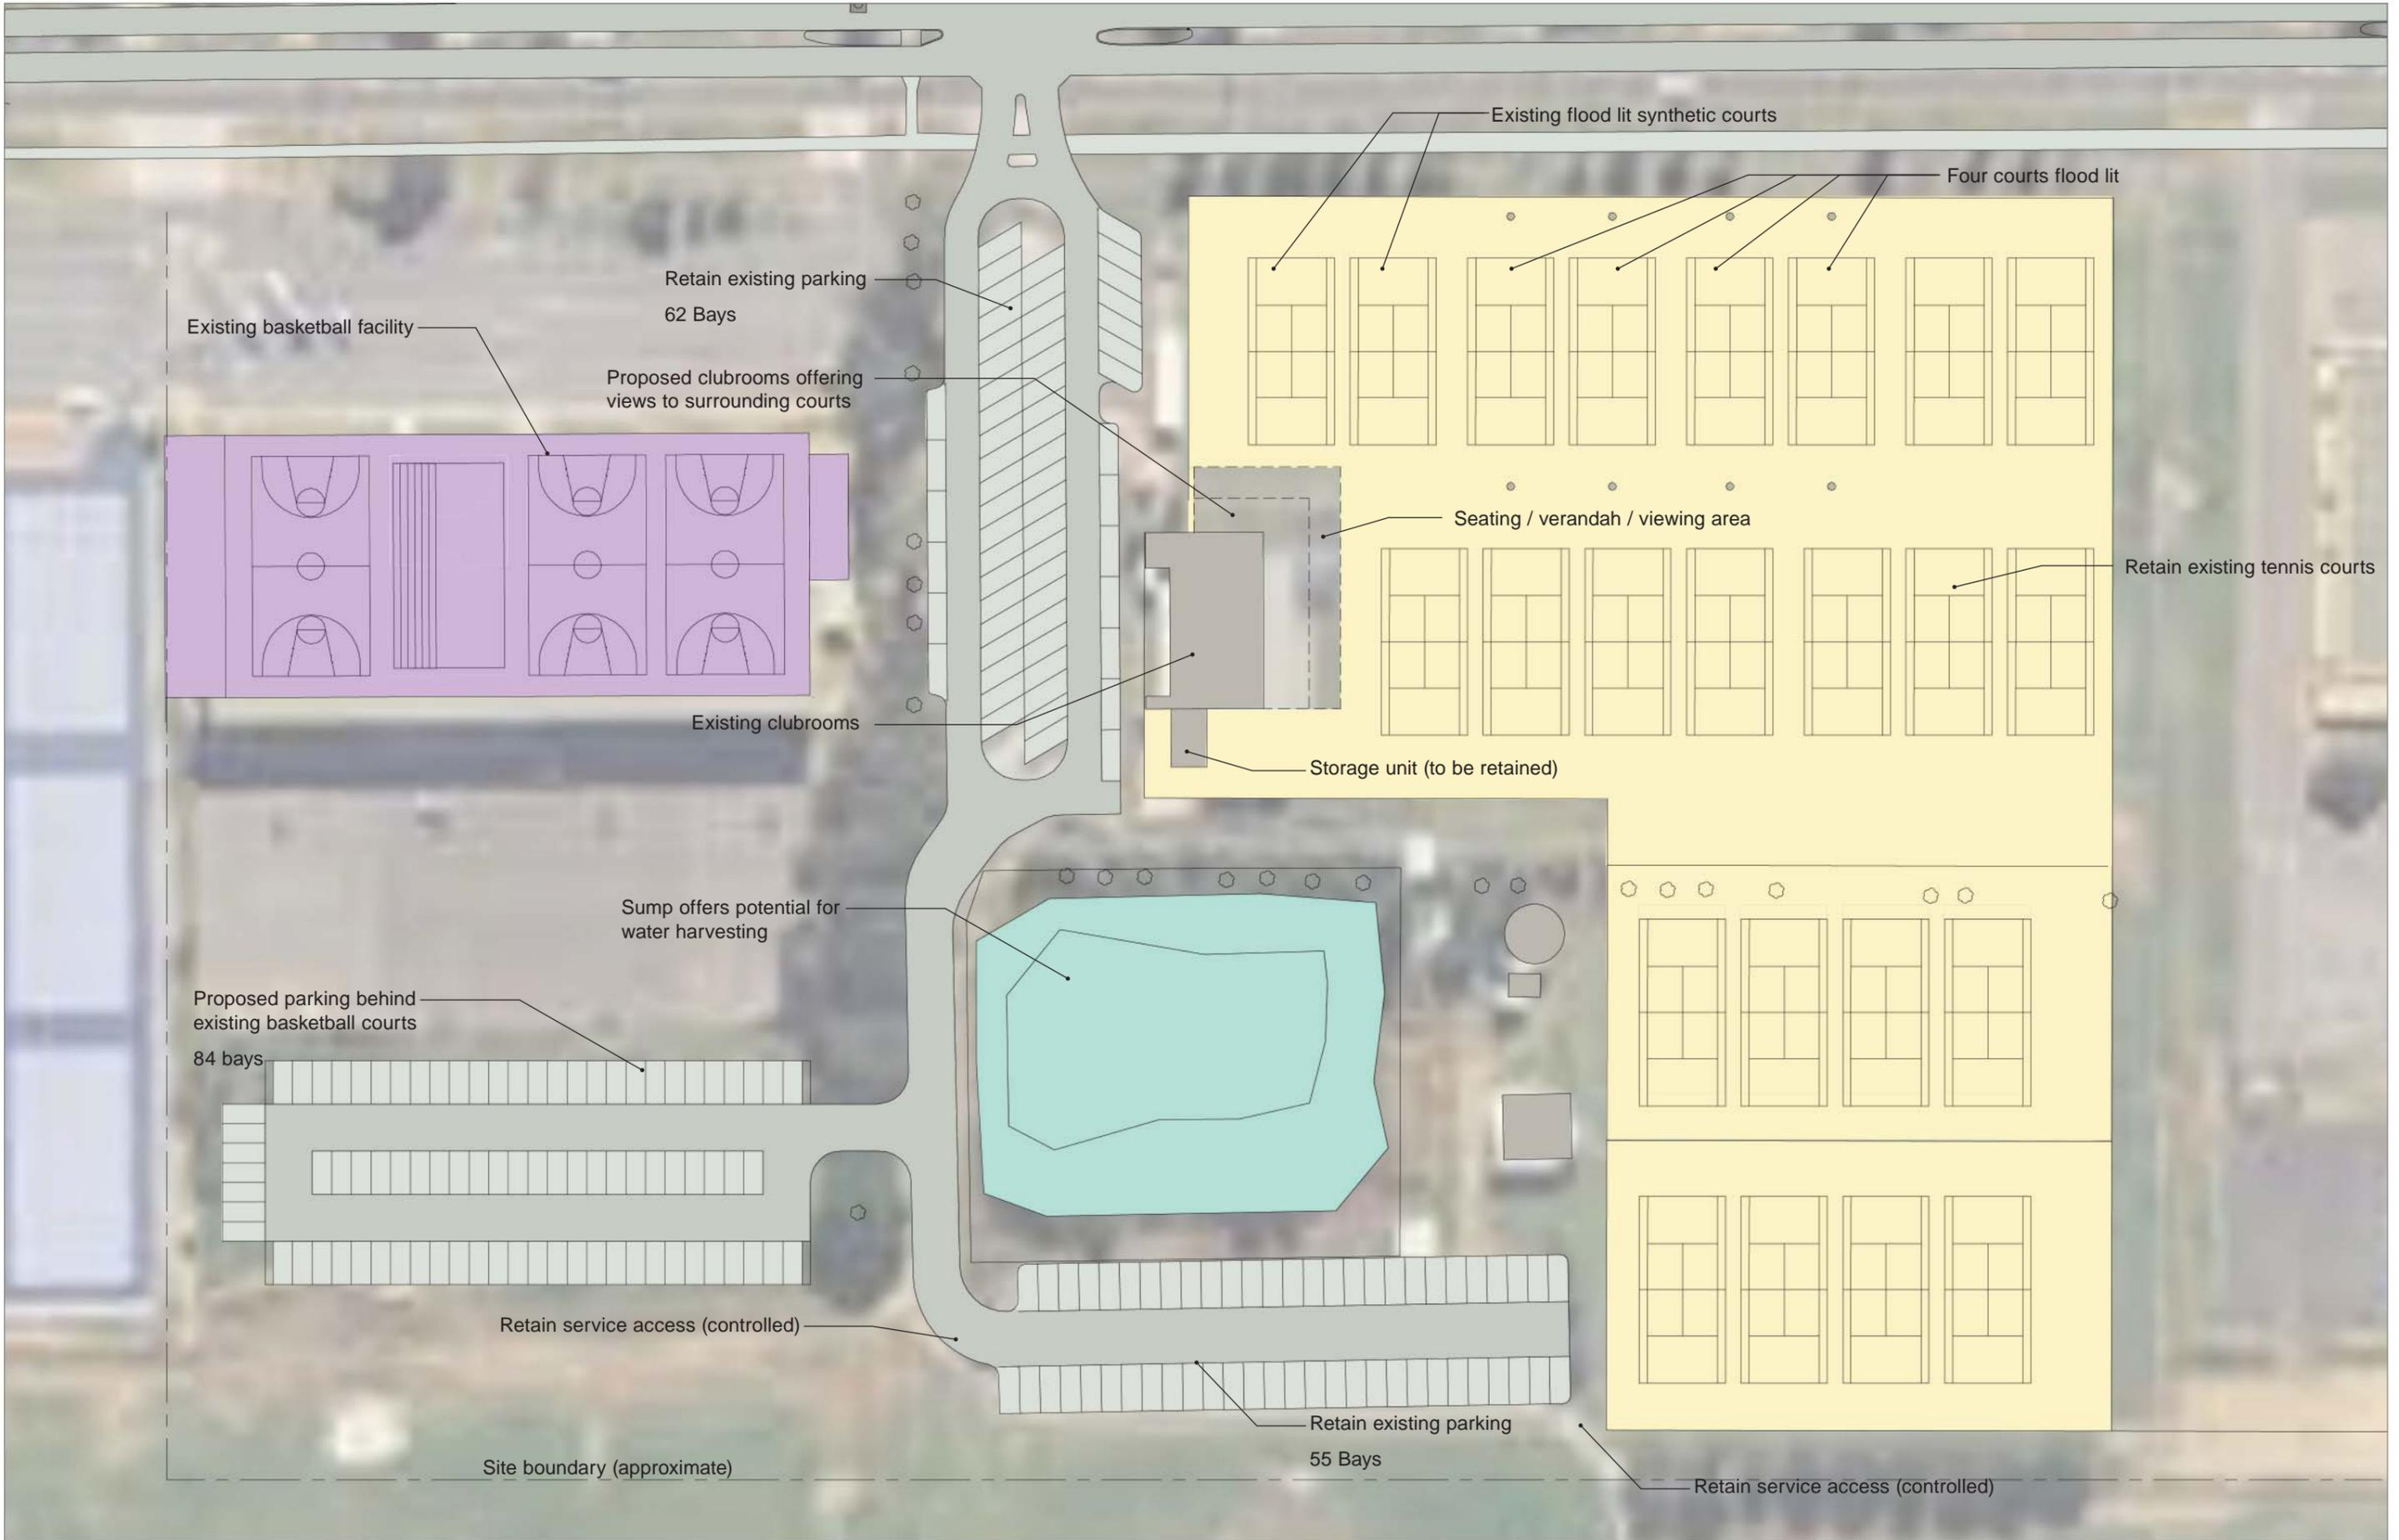 Existing flood lit synthetic courts
Four courts flood lit
Retain existing parking
62 Bays
Existing basketball facility
Proposed clubrooms offering
views to surrounding courts
Seating / verandah / viewing area
Retain existing tennis courts
Existing clubrooms
Storage unit (to be retained)
Sump offers potential for
water harvesting
Proposed parking behind
existing basketball courts
84 bays
Retain service access (controlled)
Retain existing parking
55 Bays
Site boundary (approximate)
Retain service access (controlled)